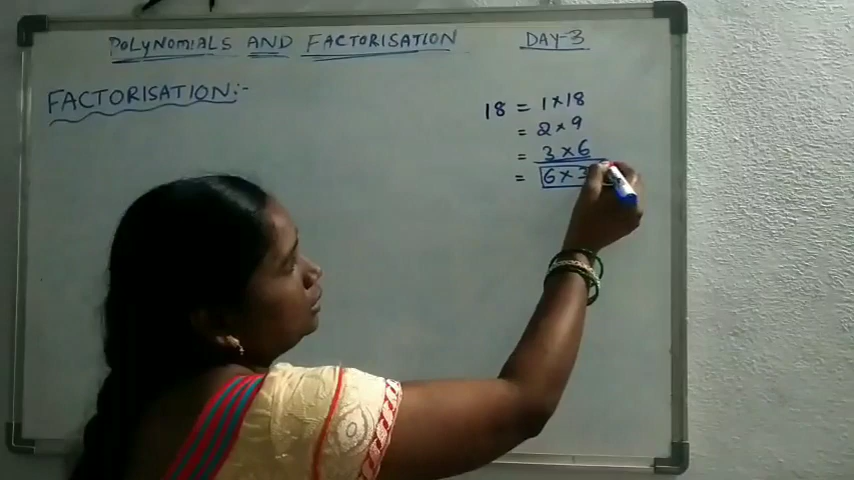 POLYNOMIALS AND FACTORISATION DAY-3
FACTORISATION:-
18 = 1×18
= 2×9
= 3×6
= 6×3